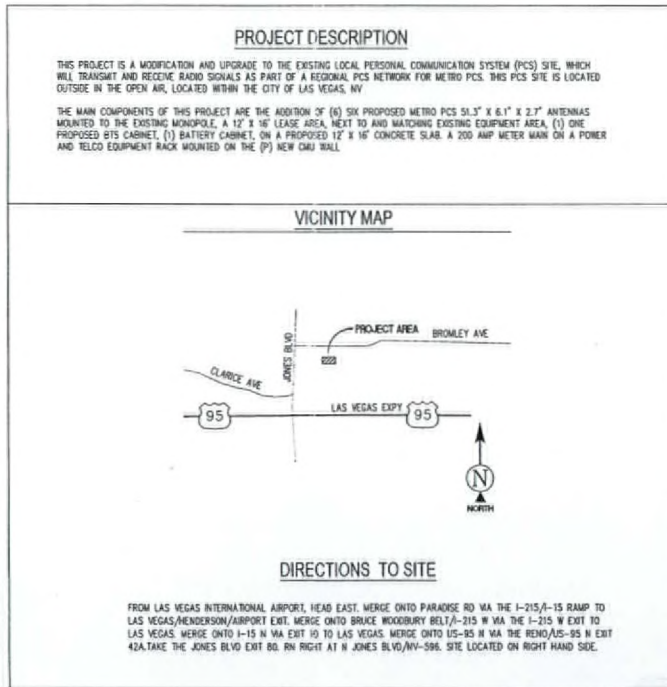 PROJECT DESCRIPTION
THIS PROJECT IS A MODIFICATION AND UPGRADE TO THE EXISTING LOCAL PERSONAL COMMUNICATION SYSTEM (PCS) SITE, WHICH
WILL TRANSMIT AND RECEIVE RADIO SIGNALS AS PART OF A REGIONAL PCS NETWORK FOR METRO PCS. THIS PCS SITE IS LOCATED
OUTSIDE IN THE OPEN AIR, LOCATED WITHIN THE CITY OF LAS VEGAS, NV
THE MAIN COMPONENTS OF THIS PROJECT ARE THE ADDITION OF (6) SIX PROPOSED METRO PCS 51.3" X 6.1" X 2.7" ANTENNAS
MOUNTED TO THE EXISTING MONOPOLE, A 12' X 16' LEASE AREA, NEXT TO AND MATCHING EXISTING EQUIPMENT AREA, (1) ONE
PROPOSED BTS CABINET, (1) BATTERY CABINET, ON A PROPOSED 12' X 16' CONCRETE SLAB. A 200 AMP METER MAIN ON A POWER
AND TELCO EQUIPMENT RACK MOUNTED ON THE (P) NEW CMU WALL
VICINITY MAP
PROJECT AREA
BROMLEY AVE
JONES BLVD
CLARICE AVE
LAS VEGAS EXPY
95
95
N
NORTH
DIRECTIONS TO SITE
FROM LAS VEGAS INTERNATIONAL AIRPORT, HEAD EAST. MERGE ONTO PARADISE RD VIA THE I-215/I-15 RAMP TO
LAS VEGAS/HENDERSON/AIRPORT EXIT. MERGE ONTO BRUCE WOODBURY BELT/I-215 W VIA THE I-215 W EXIT TO
LAS VEGAS. MERGE ONTO I-15 N VIA EXIT 10 TO LAS VEGAS. MERGE ONTO US-95 N VIA THE RENO/US-95 N EXIT
42A.TAKE THE JONES BLVD EXIT 80. RN RIGHT AT N JONES BLVD/NV-596. SITE LOCATED ON RIGHT HAND SIDE.